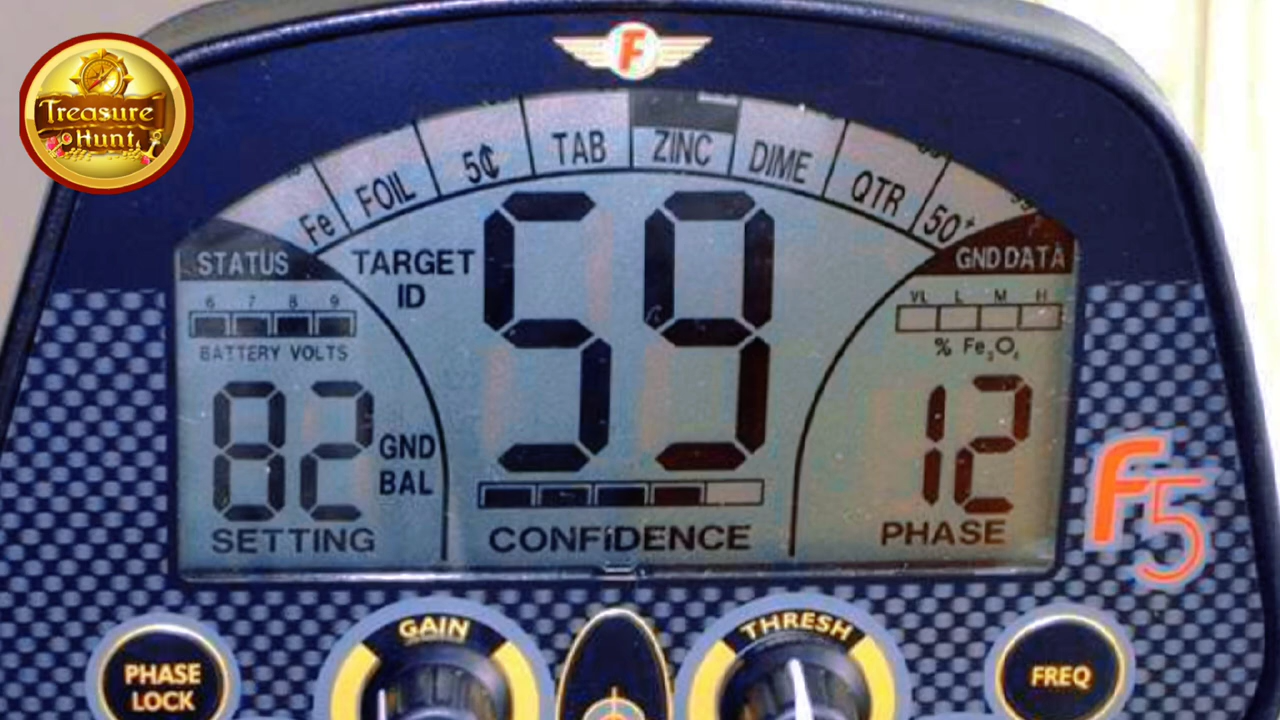 Treasure
Hunt
F
Fe
FOIL
5¢
TAB
ZINC
DIME
QTR
50+
STATUS
TARGET
ID
59
GND DATA
6 7 8 9
BATTERY VOLTS
VL L M H
% Fe₃O₄
82
GND
BAL
SETTING
CONFiDENCE
12
PHASE
F5
PHASE
LOCK
GAIN
THRESH
FREQ